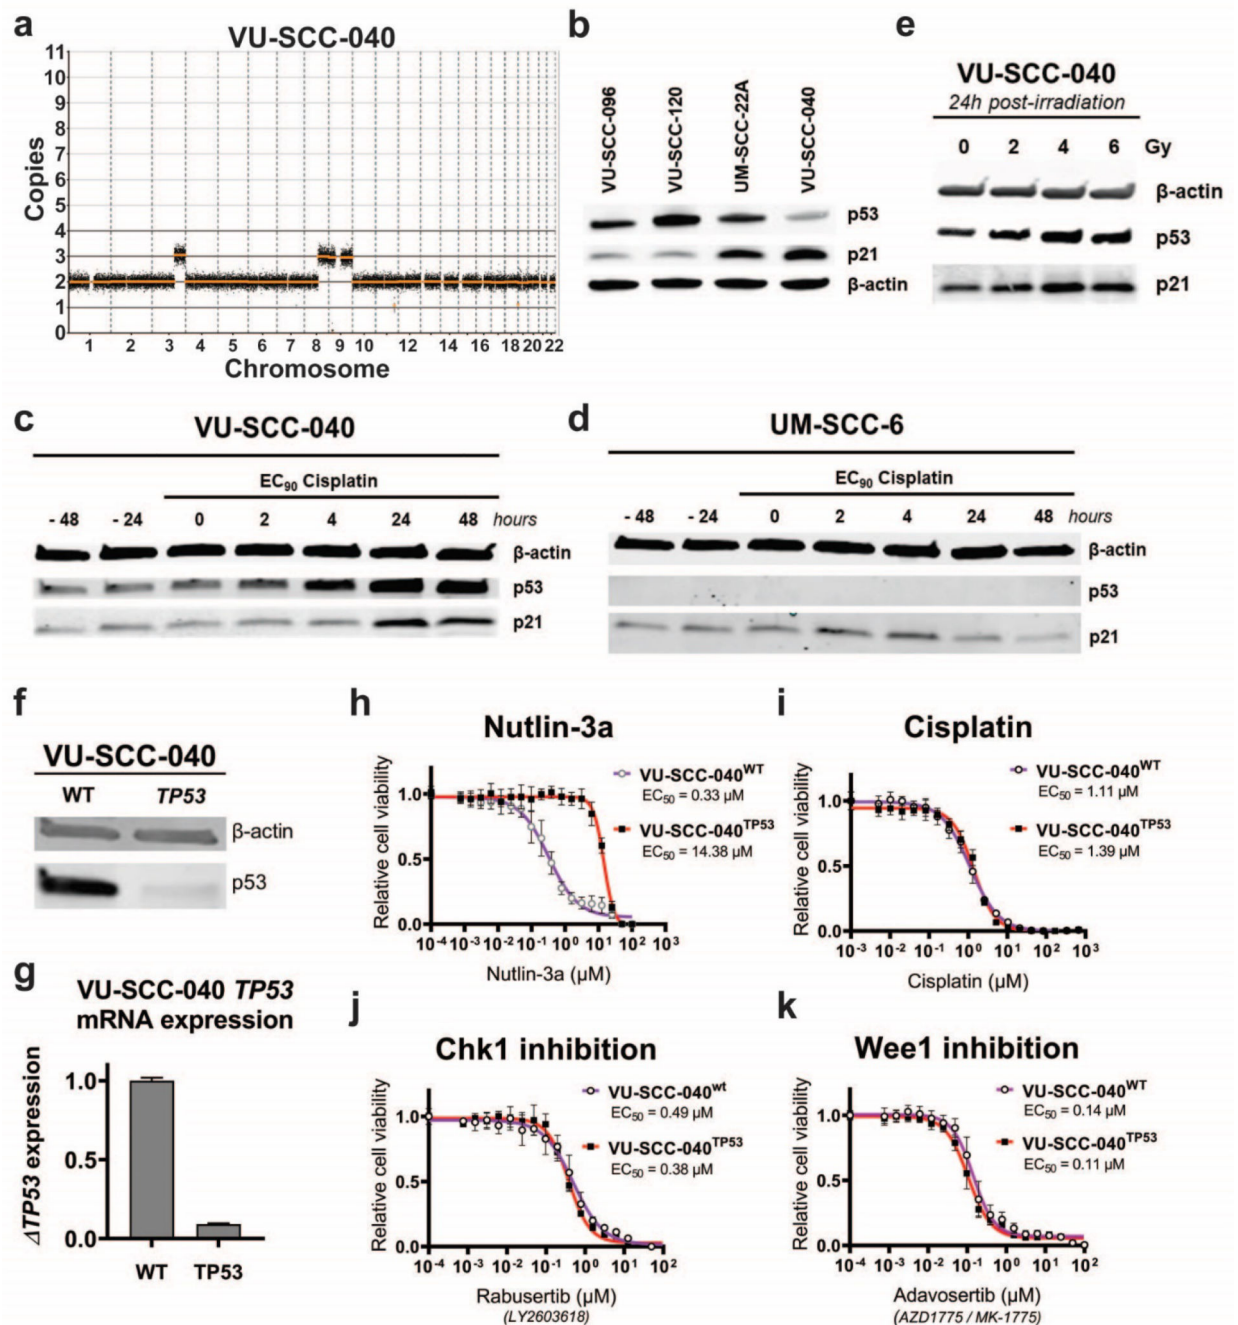 a
VU-SCC-040
Copies
11
10
9
8
7
6
5
4
3
2
1
0
1 2 3 4 5 6 7 8 9 10 12 14 16 18 20 22
Chromosome
b
VU-SCC-096
VU-SCC-120
UM-SCC-22A
VU-SCC-040
p53
p21
β-actin
e
VU-SCC-040
24h post-irradiation
0 2 4 6 Gy
β-actin
p53
p21
c
VU-SCC-040
EC90 Cisplatin
- 48 - 24 0 2 4 24 48 hours
β-actin
p53
p21
d
UM-SCC-6
EC90 Cisplatin
- 48 - 24 0 2 4 24 48 hours
β-actin
p53
p21
f
VU-SCC-040
WT TP53
β-actin
p53
g
VU-SCC-040 TP53
mRNA expression
ΔTP53 expression
1.0
0.5
0.0
WT TP53
h
Nutlin-3a
VU-SCC-040WT
EC50 = 0.33 µM
VU-SCC-040TP53
EC50 = 14.38 µM
Relative cell viability
1.0
0.5
0.0
10-4 10-3 10-2 10-1 100 101 102 103
Nutlin-3a (µM)
i
Cisplatin
VU-SCC-040WT
EC50 = 1.11 µM
VU-SCC-040TP53
EC50 = 1.39 µM
Relative cell viability
1.0
0.5
0.0
10-3 10-2 10-1 100 101 102 103
Cisplatin (µM)
j
Chk1 inhibition
VU-SCC-040wt
EC50 = 0.49 µM
VU-SCC-040TP53
EC50 = 0.38 µM
Relative cell viability
1.0
0.5
0.0
10-4 10-3 10-2 10-1 100 101 102
Rabusertib (µM)
(LY2603618)
k
Wee1 inhibition
VU-SCC-040WT
EC50 = 0.14 µM
VU-SCC-040TP53
EC50 = 0.11 µM
Relative cell viability
1.0
0.5
0.0
10-4 10-3 10-2 10-1 100 101 102
Adavosertib (µM)
(AZD1775 / MK-1775)